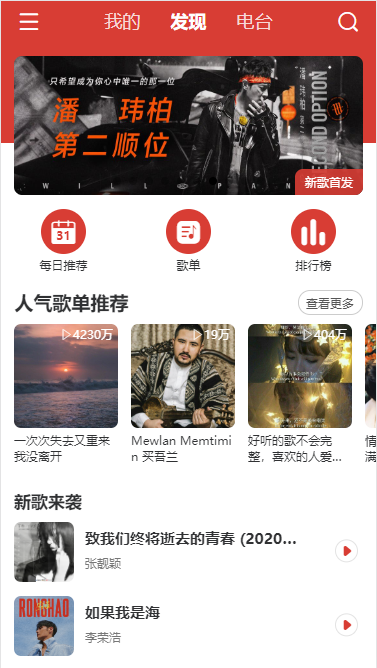 我的
发现
电台
只希望成为你心中唯一的那一位
潘 玮柏
第二顺位
潘玮柏
SECOND OPTION
WILL PAN
新歌首发
31
每日推荐
歌单
排行榜
人气歌单推荐
查看更多
4230万
19万
404万
一次次失去又重来
我没离开
Mewlan Memtimi
n 买吾兰
好听的歌不会完
整，喜欢的人爱...
情
满
新歌来袭
致我们终将逝去的青春 (2020...
张靓颖
RONGHAO
如果我是海
李荣浩